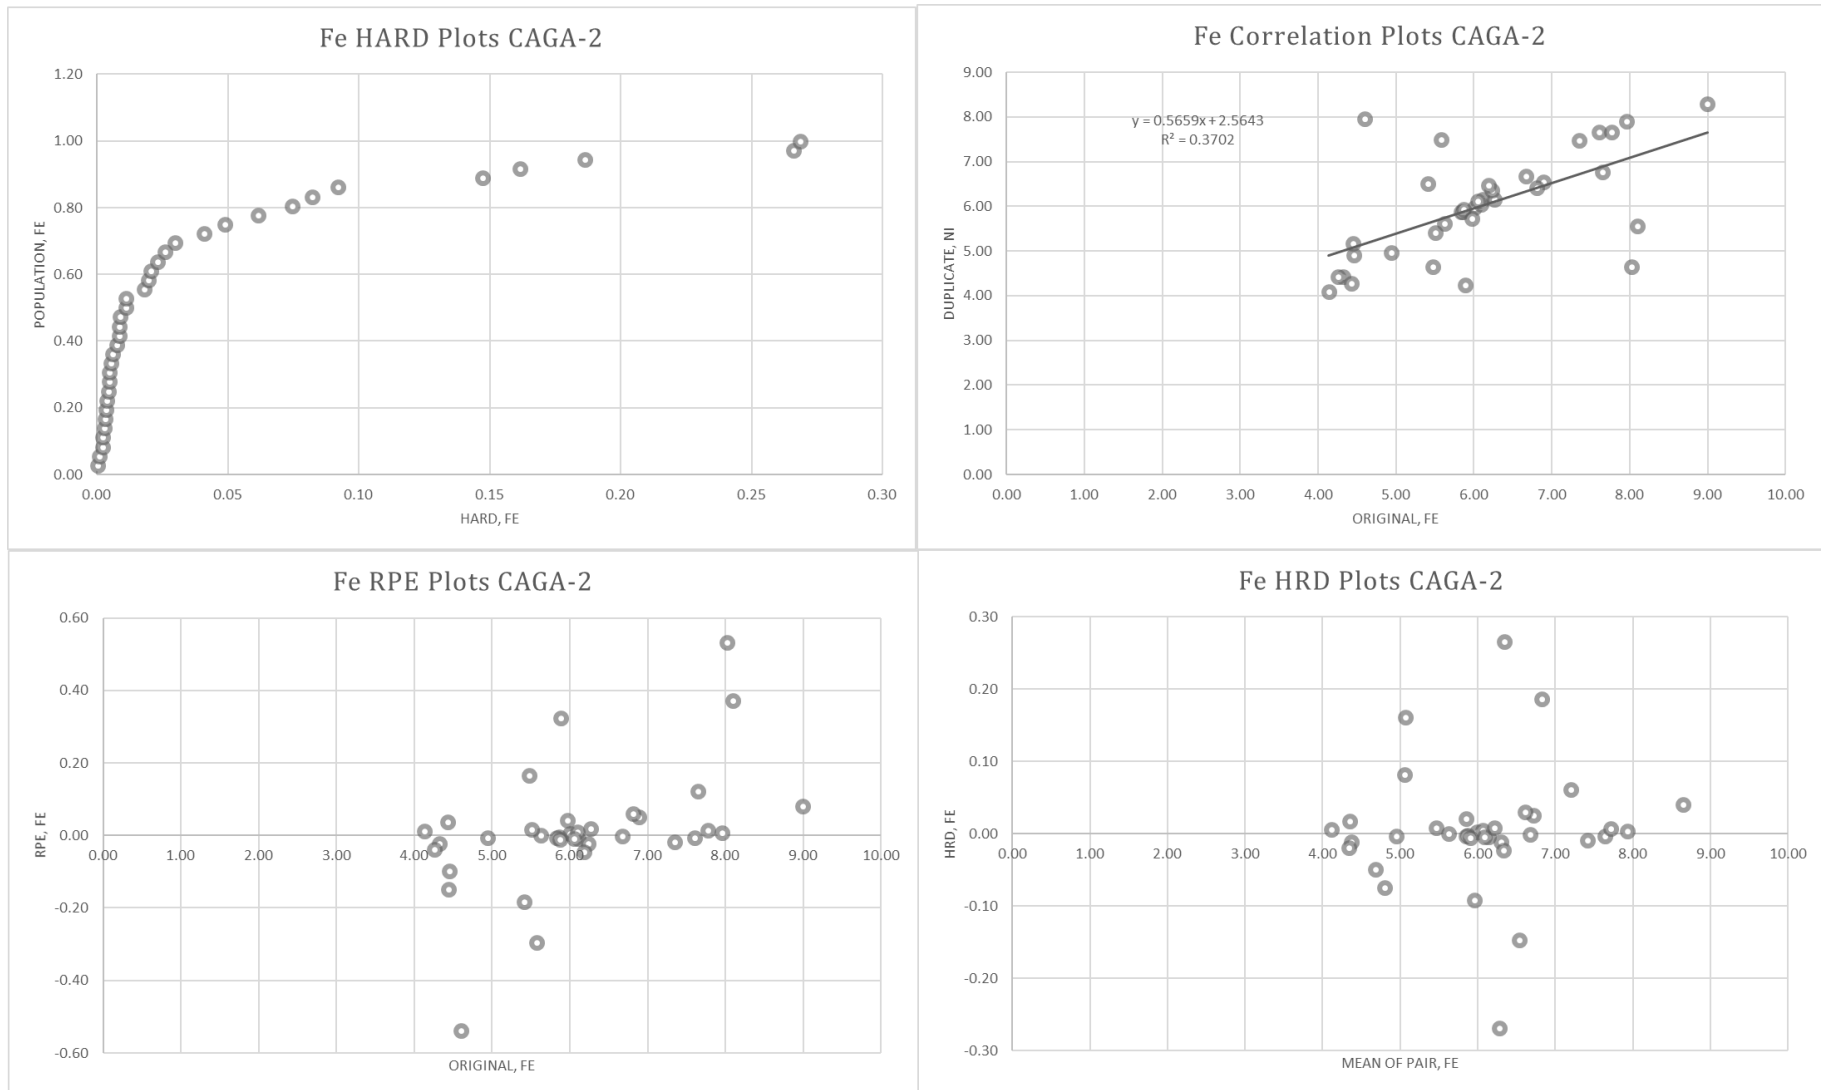 Fe HARD Plots CAGA-2
1.20
1.00
0.80
0.60
0.40
0.20
0.00
POPULATION, FE
0.00 0.05 0.10 0.15 0.20 0.25 0.30
HARD, FE
Fe Correlation Plots CAGA-2
9.00
8.00
7.00
6.00
5.00
4.00
3.00
2.00
1.00
0.00
DUPLICATE, NI
y = 0.5659x + 2.5643
R² = 0.3702
0.00 1.00 2.00 3.00 4.00 5.00 6.00 7.00 8.00 9.00 10.00
ORIGINAL, FE
Fe RPE Plots CAGA-2
0.60
0.40
0.20
0.00
-0.20
-0.40
-0.60
RPE, FE
0.00 1.00 2.00 3.00 4.00 5.00 6.00 7.00 8.00 9.00 10.00
ORIGINAL, FE
Fe HRD Plots CAGA-2
0.30
0.20
0.10
0.00
-0.10
-0.20
-0.30
HRD, FE
0.00 1.00 2.00 3.00 4.00 5.00 6.00 7.00 8.00 9.00 10.00
MEAN OF PAIR, FE